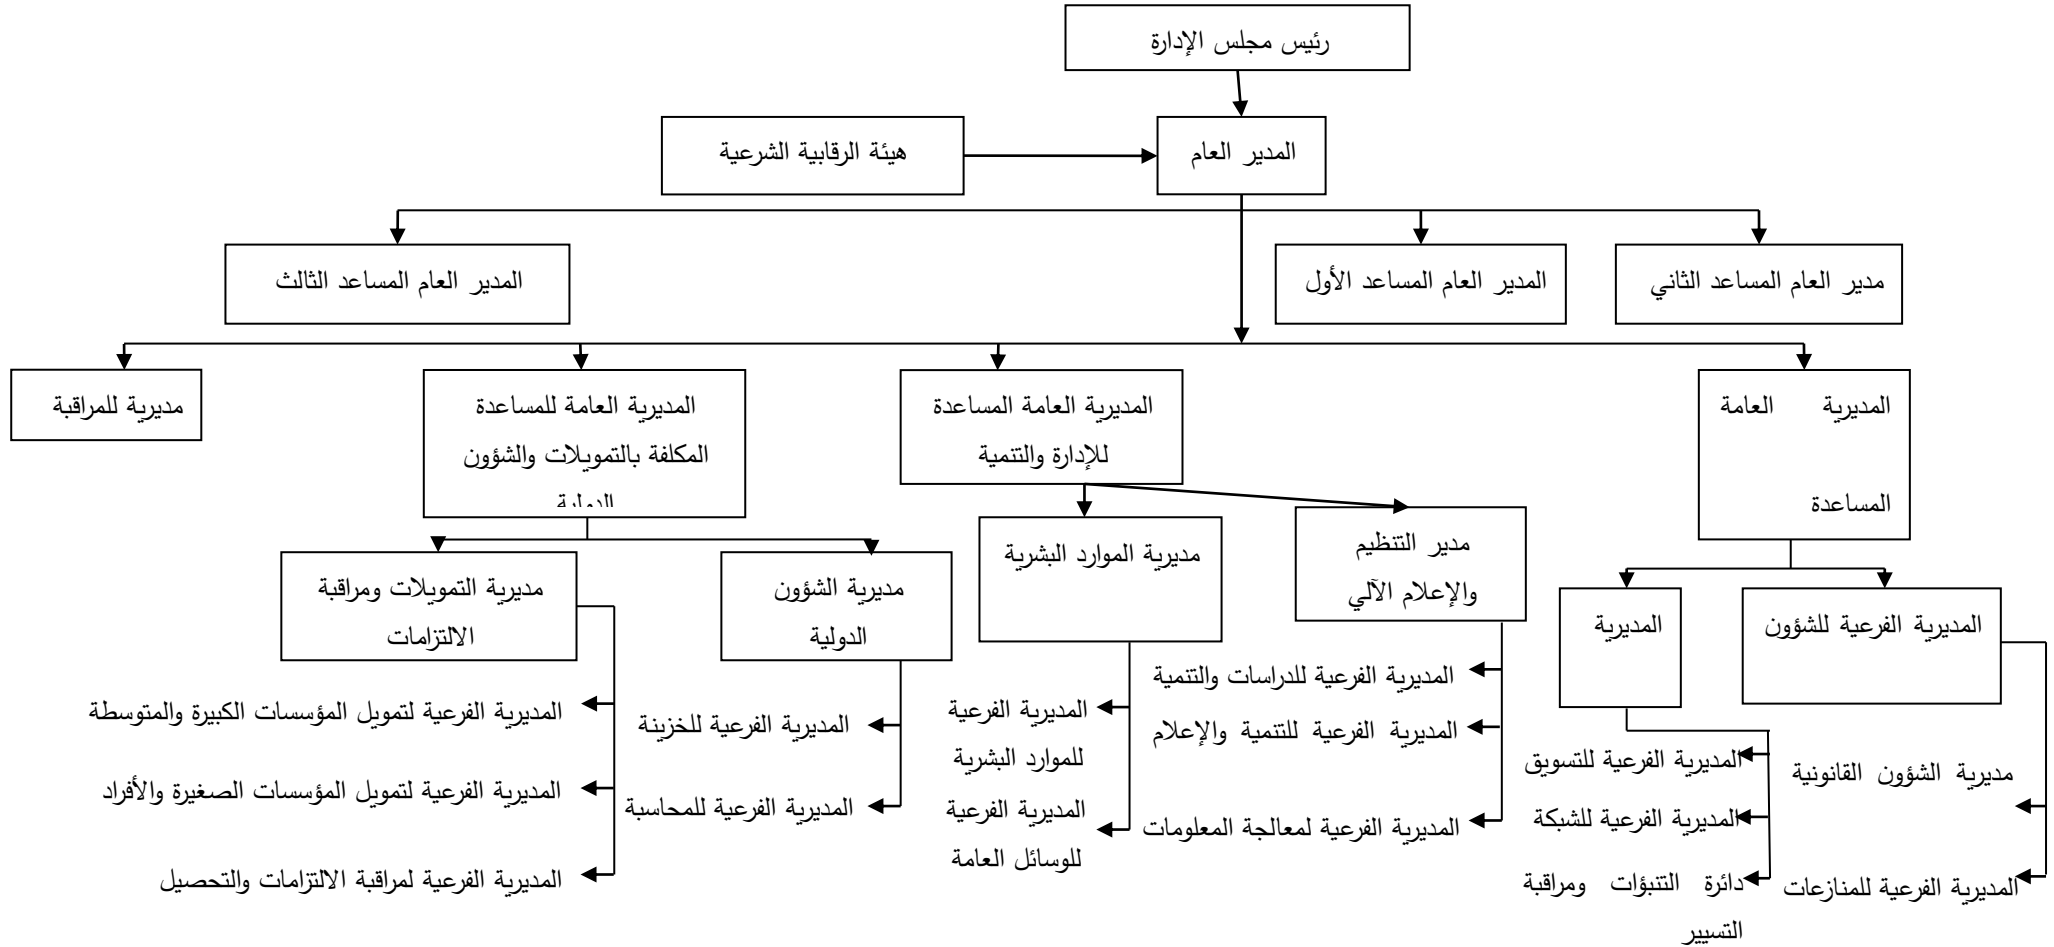 رئيس مجلس الإدارة
المدير العام
هيئة الرقابية الشرعية
مدير العام المساعد الثاني
المدير العام المساعد الأول
المدير العام المساعد الثالث
المديرية العامة
المساعدة
المديرية العامة المساعدة
للإدارة والتنمية
المديرية العامة للمساعدة
المكلفة بالتمويلات والشؤون
الدولية
مديرية للمراقبة
المديرية الفرعية للشؤون
المديرية
مدير التنظيم
والإعلام الآلي
مديرية الموارد البشرية
مديرية الشؤون
الدولية
مديرية التمويلات ومراقبة
الالتزامات
مديرية الشؤون القانونية
المديرية الفرعية للمنازعات
المديرية الفرعية للتسويق
المديرية الفرعية للشبكة
دائرة التنبؤات ومراقبة
التسيير
المديرية الفرعية للدراسات والتنمية
المديرية الفرعية للتنمية والإعلام
المديرية الفرعية لمعالجة المعلومات
المديرية الفرعية
للموارد البشرية
المديرية الفرعية
للوسائل العامة
المديرية الفرعية للخزينة
المديرية الفرعية للمحاسبة
المديرية الفرعية لتمويل المؤسسات الكبيرة والمتوسطة
المديرية الفرعية لتمويل المؤسسات الصغيرة والأفراد
المديرية الفرعية لمراقبة الالتزامات والتحصيل